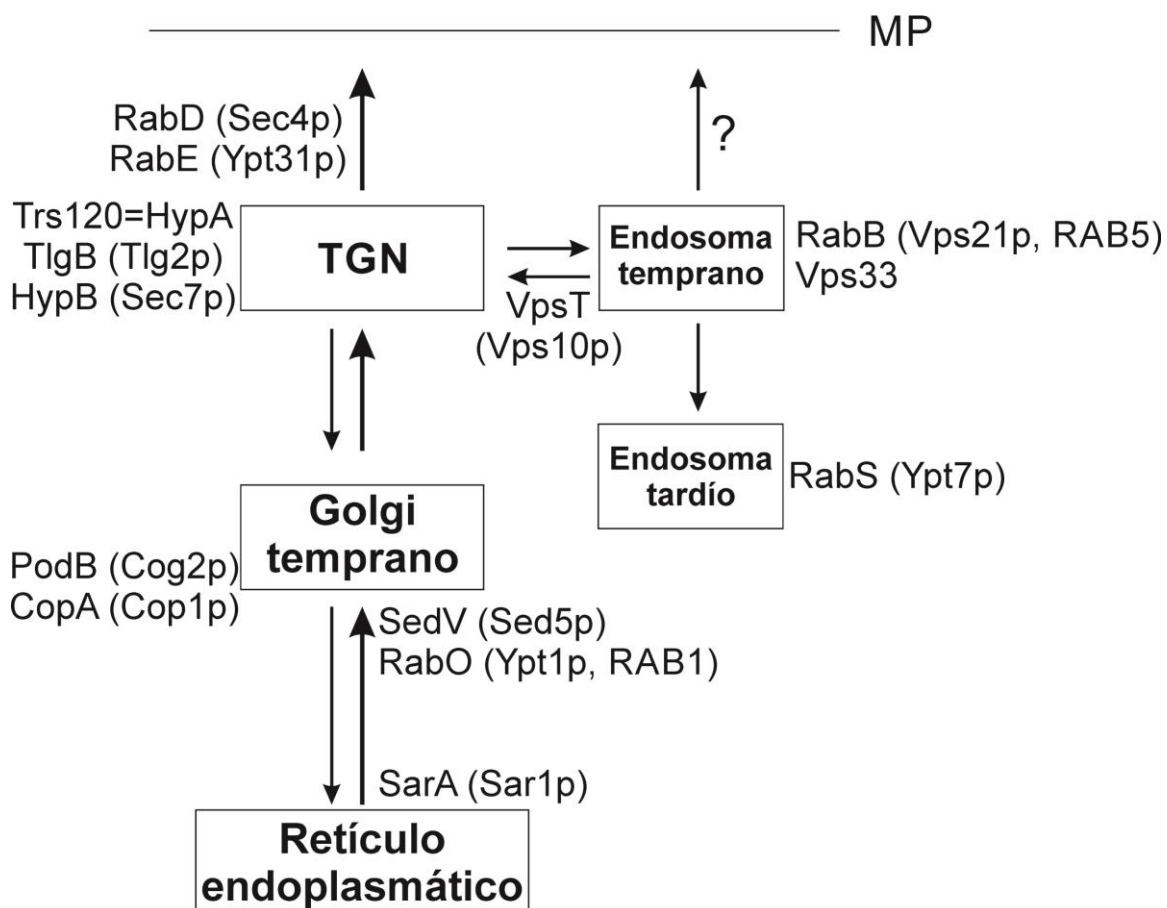 MP
RabD (Sec4p)
RabE (Ypt31p)
?
Trs120=HypA
TlgB (Tlg2p)
HypB (Sec7p)
TGN
Endosoma
temprano
RabB (Vps21p, RAB5)
Vps33
VpsT
(Vps10p)
Endosoma
tardío
RabS (Ypt7p)
Golgi
temprano
PodB (Cog2p)
CopA (Cop1p)
SedV (Sed5p)
RabO (Ypt1p, RAB1)
SarA (Sar1p)
Retículo
endoplasmático